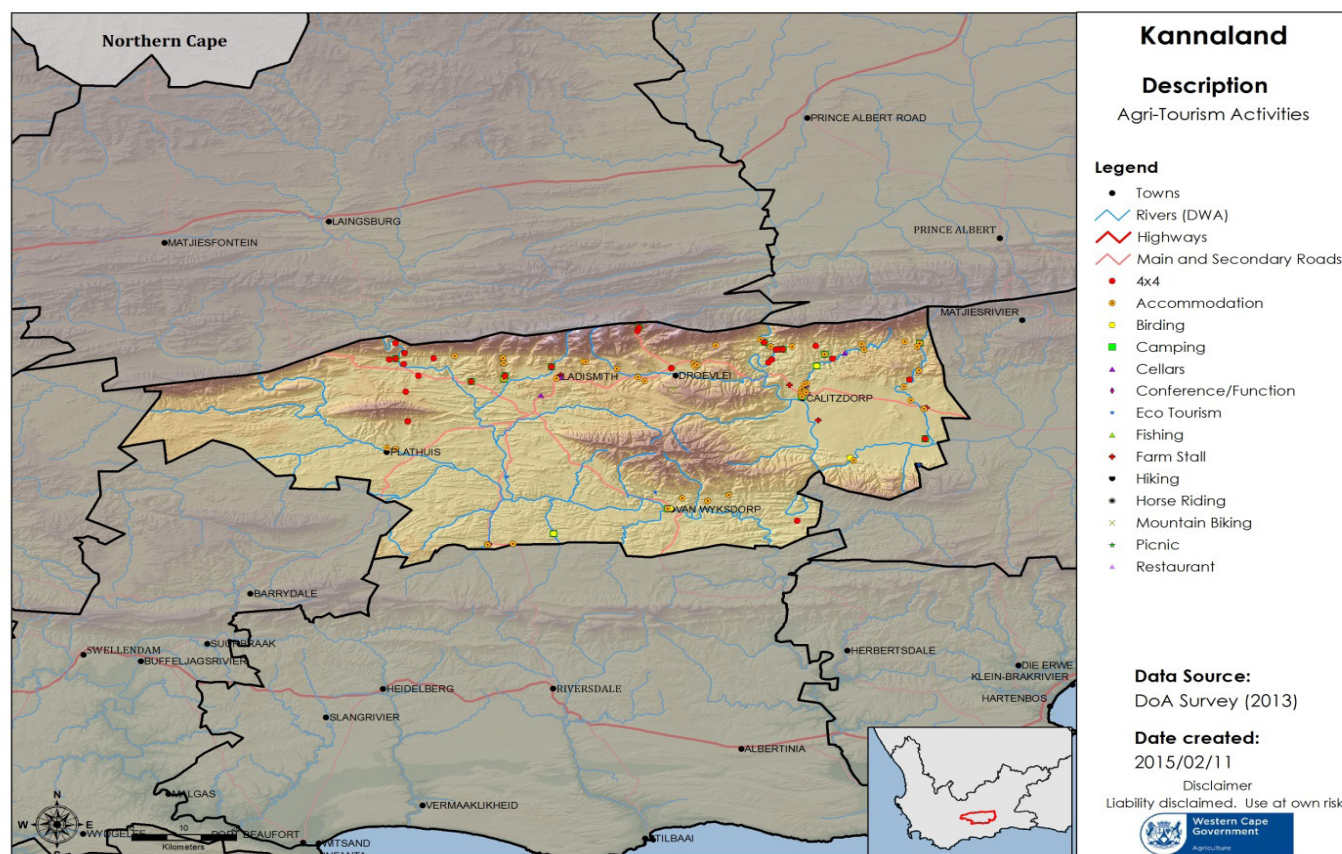 Northern Cape
PRINCE ALBERT ROAD
LAINGSBURG
MATJIESFONTEIN
PRINCE ALBERT
MATJIESRIVIER
LADISMITH
DROEVLEI
CALITZDORP
PLATHUIS
VAN WYKSDORP
BARRYDALE
SUURBRAAK
SWELLENDAM
BUFFELJAGSRIVIER
HERBERTSDALE
DIE ERWE
KLEIN-BRAKRIVIER
HEIDELBERG
RIVERSDALE
HARTENBOS
SLANGRIVIER
ALBERTINIA
MALGAS
VERMAAKLIKHEID
N
W
E
10
Kilometers
PORT BEAUFORT
WITSAND
STILBAAI
Kannaland
Description
Agri-Tourism Activities
Legend
Towns
Rivers (DWA)
Highways
Main and Secondary Roads
4x4
Accommodation
Birding
Camping
Cellars
Conference/Function
Eco Tourism
Fishing
Farm Stall
Hiking
Horse Riding
Mountain Biking
Picnic
Restaurant
Data Source:
DoA Survey (2013)
Date created:
2015/02/11
Disclaimer
Liability disclaimed. Use at own risk
Western Cape
Government
Agriculture